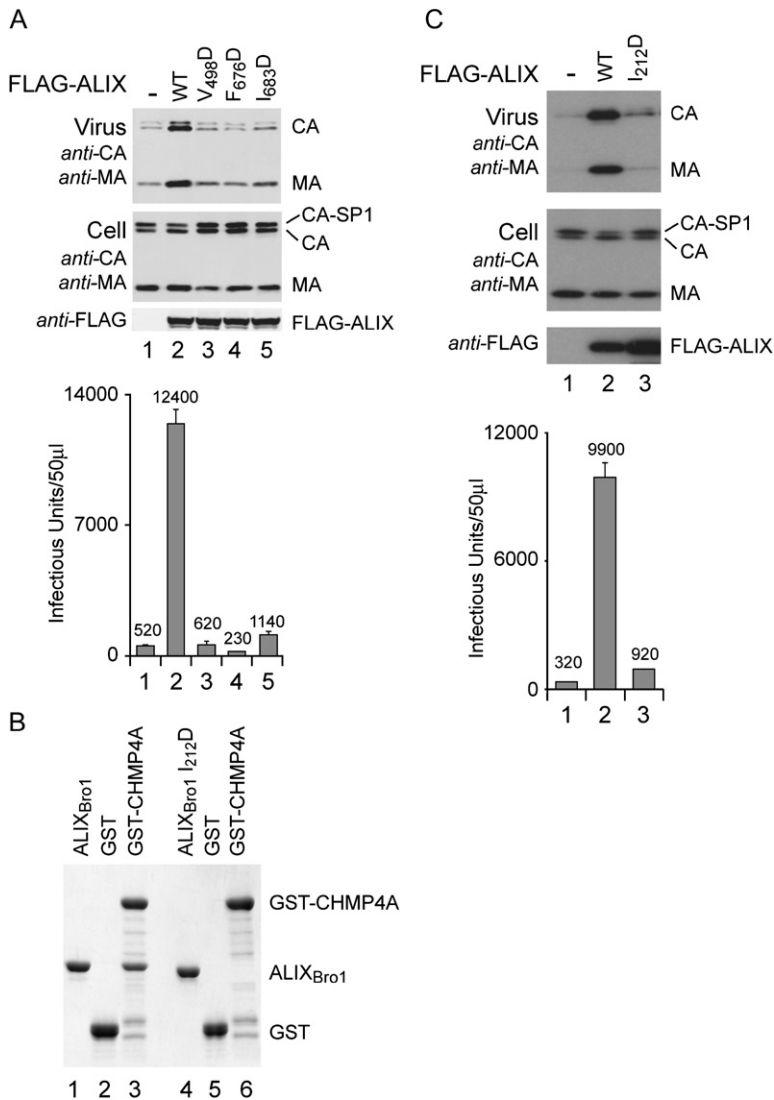 A
FLAG-ALIX - WT V498D F676D I683D
Virus CA
anti-CA
anti-MA MA
Cell CA-SP1
CA
anti-CA
anti-MA MA
anti-FLAG FLAG-ALIX
1 2 3 4 5
Infectious Units/50µl
14000
7000
0
520 12400 620 230 1140
1 2 3 4 5
B
ALIXBro1 GST GST-CHMP4A ALIXBro1 I212D GST GST-CHMP4A
GST-CHMP4A
ALIXBro1
GST
1 2 3 4 5 6
C
FLAG-ALIX - WT I212D
Virus CA
anti-CA
anti-MA MA
Cell CA-SP1
CA
anti-CA
anti-MA MA
anti-FLAG FLAG-ALIX
1 2 3
Infectious Units/50µl
12000
6000
0
320 9900 920
1 2 3